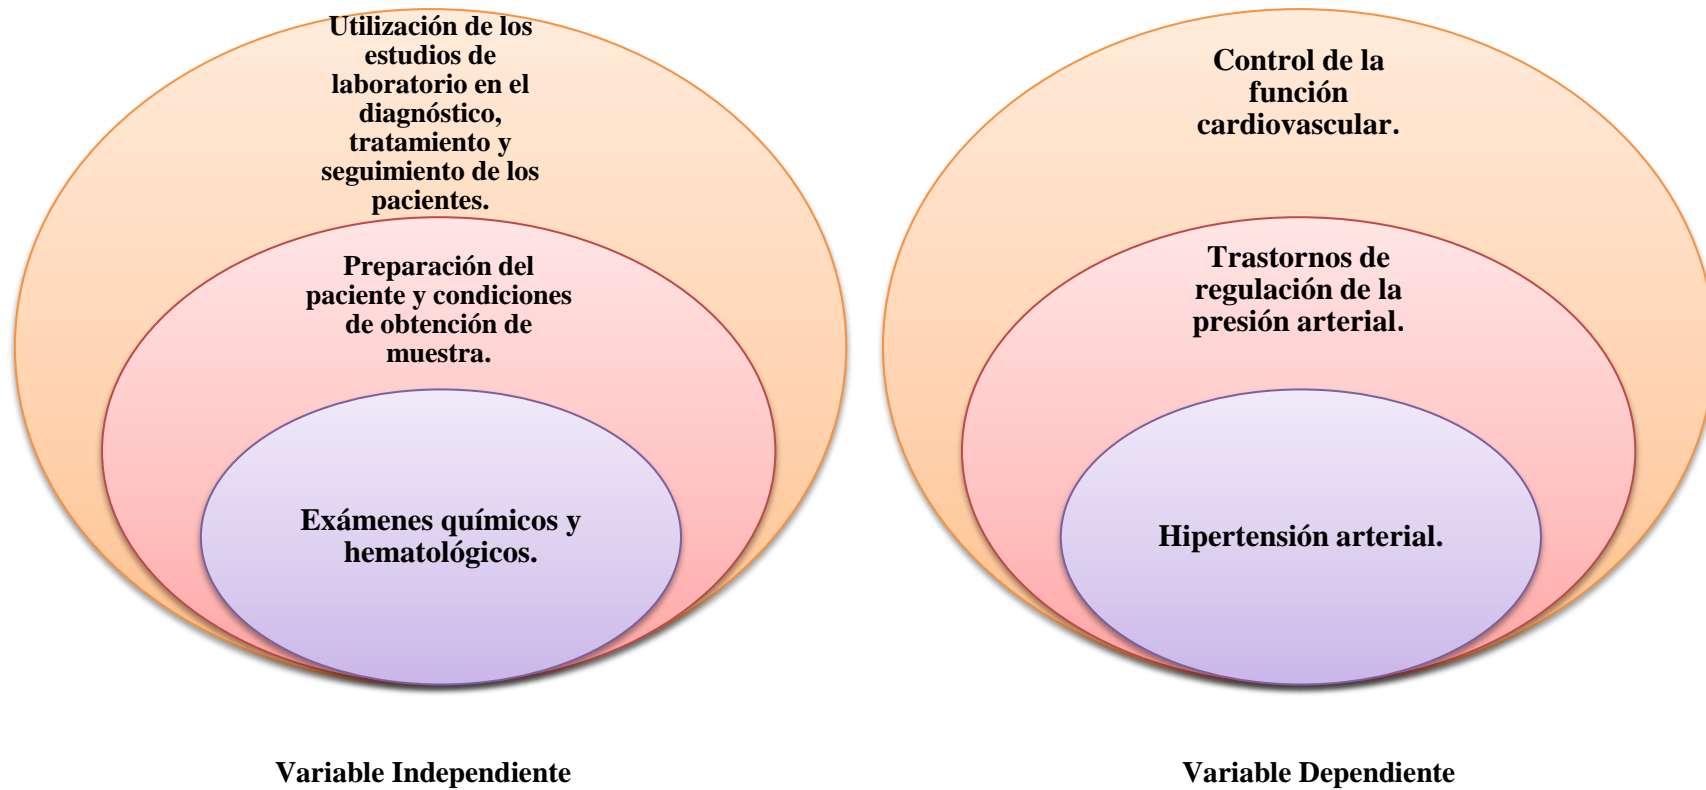 Utilización de los
estudios de
laboratorio en el
diagnóstico,
tratamiento y
seguimiento de los
pacientes.
Preparación del
paciente y condiciones
de obtención de
muestra.
Exámenes químicos y
hematológicos.
Variable Independiente
Control de la
función
cardiovascular.
Trastornos de
regulación de la
presión arterial.
Hipertensión arterial.
Variable Dependiente